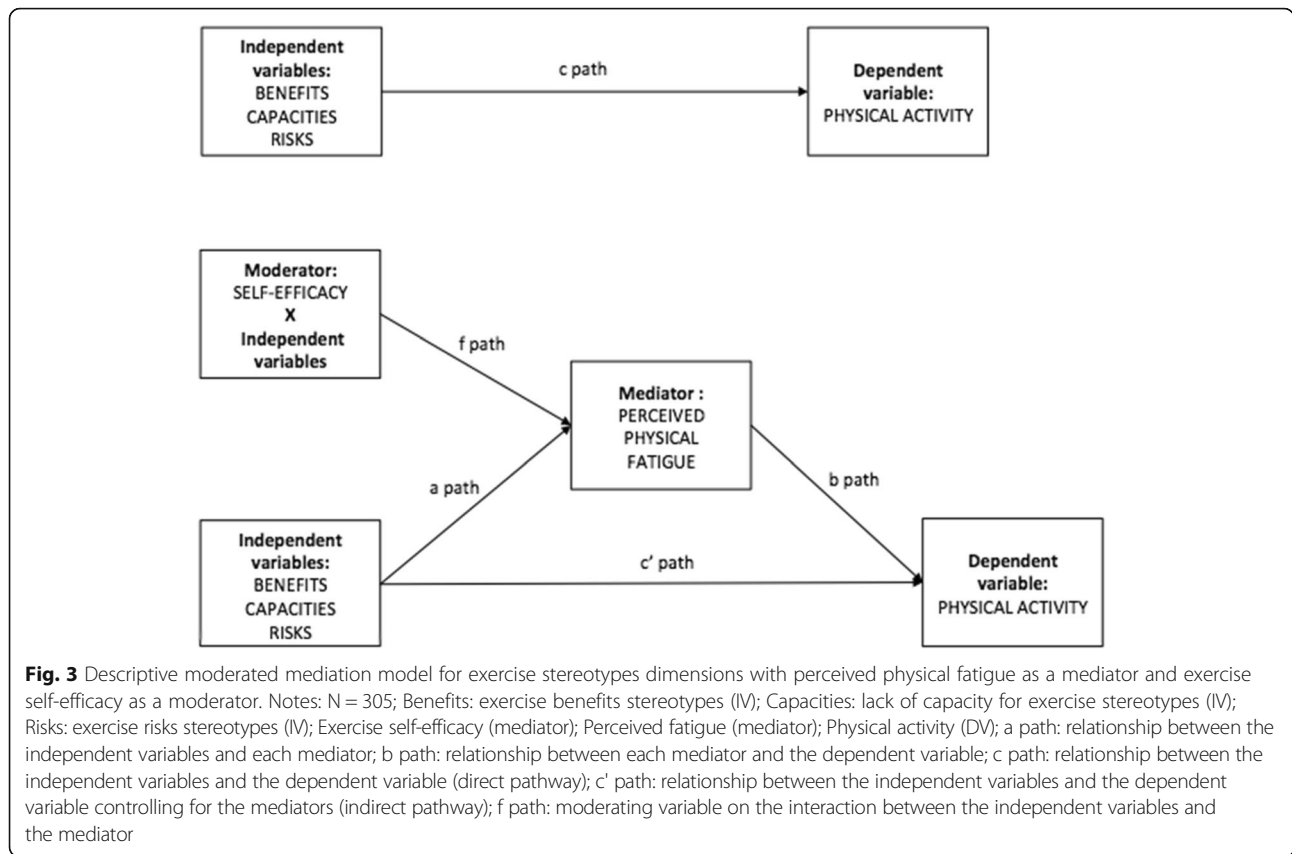 Independent
variables:
BENEFITS
CAPACITIES
RISKS
c path
Dependent
variable:
PHYSICAL ACTIVITY
Moderator:
SELF-EFFICACY
X
Independent
variables
f path
Mediator :
PERCEIVED
PHYSICAL
FATIGUE
a path
b path
Independent
variables:
BENEFITS
CAPACITIES
RISKS
c' path
Dependent
variable:
PHYSICAL ACTIVITY
Fig. 3 Descriptive moderated mediation model for exercise stereotypes dimensions with perceived physical fatigue as a mediator and exercise
self-efficacy as a moderator. Notes: N = 305; Benefits: exercise benefits stereotypes (IV); Capacities: lack of capacity for exercise stereotypes (IV);
Risks: exercise risks stereotypes (IV); Exercise self-efficacy (mediator); Perceived fatigue (mediator); Physical activity (DV); a path: relationship between the
independent variables and each mediator; b path: relationship between each mediator and the dependent variable; c path: relationship between the
independent variables and the dependent variable (direct pathway); c' path: relationship between the independent variables and the dependent
variable controlling for the mediators (indirect pathway); f path: moderating variable on the interaction between the independent variables and
the mediator